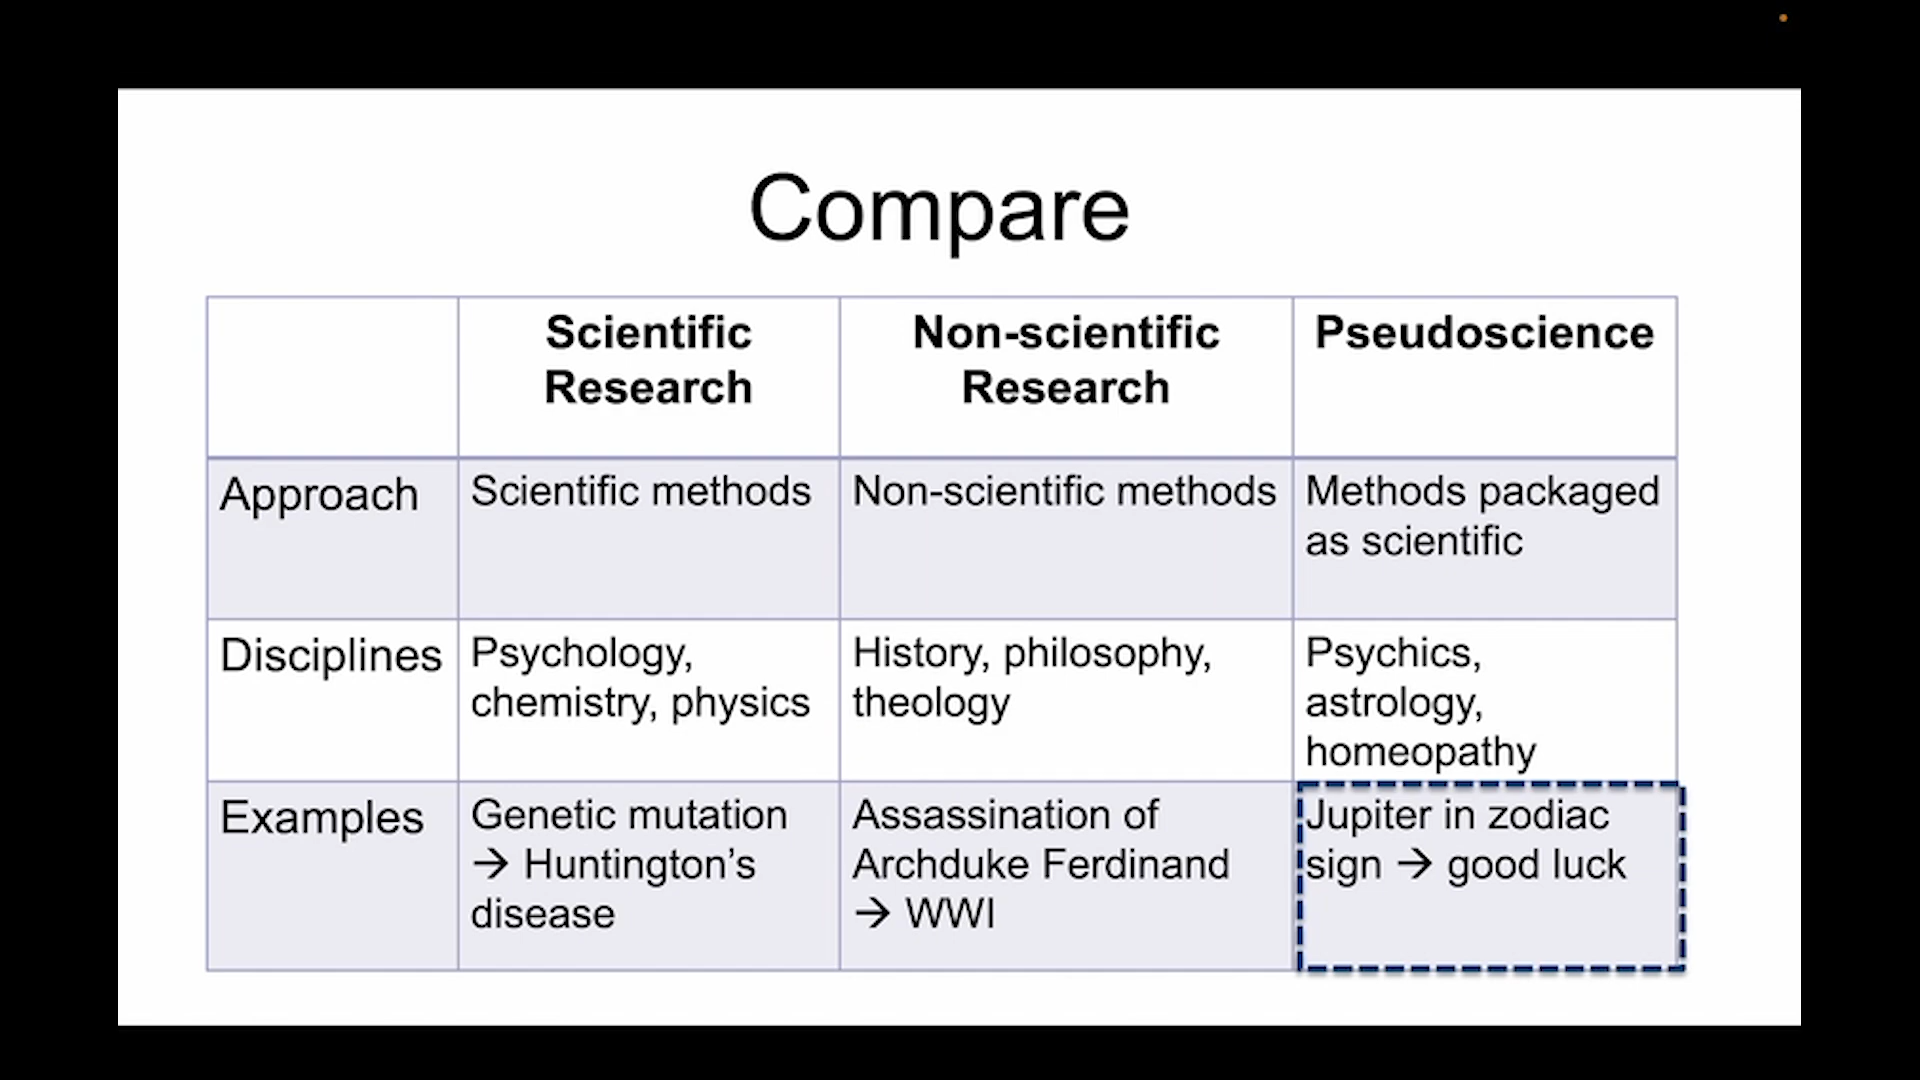 Compare
Scientific
Research
Non-scientific
Research
Pseudoscience
Approach
Scientific methods
Non-scientific methods
Methods packaged
as scientific
Disciplines
Psychology,
chemistry, physics
History, philosophy,
theology
Psychics,
astrology,
homeopathy
Examples
Genetic mutation
→ Huntington’s
disease
Assassination of
Archduke Ferdinand
→ WWI
Jupiter in zodiac
sign → good luck